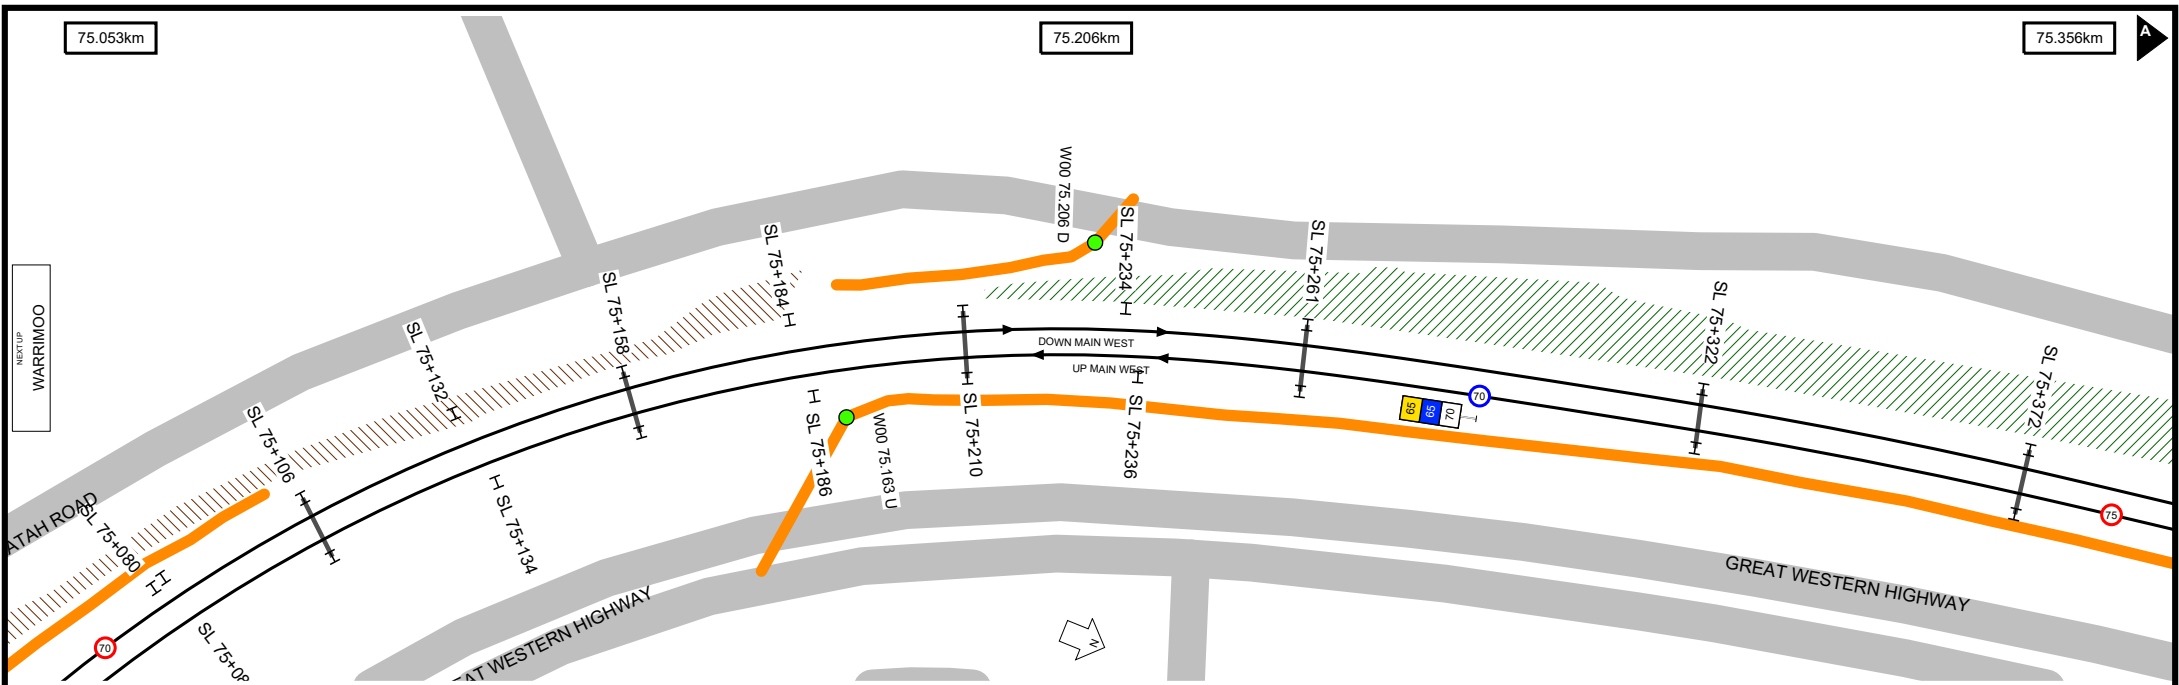 75.053km
75.206km
75.356km
A
NEXT UP
WARRIMOO
ATAH ROAD
SL 75+080
SL 75+106
SL 75+132
SL 75+158
SL 75+184
W00 75.206 D
SL 75+234
SL 75+261
SL 75+322
SL 75+372
DOWN MAIN WEST
UP MAIN WEST
70
65
65
70
75
70
SL 75+08
SL 75+134
SL 75+186
W00 75.163 U
SL 75+210
SL 75+236
GREAT WESTERN HIGHWAY
AT WESTERN HIGHWAY
N